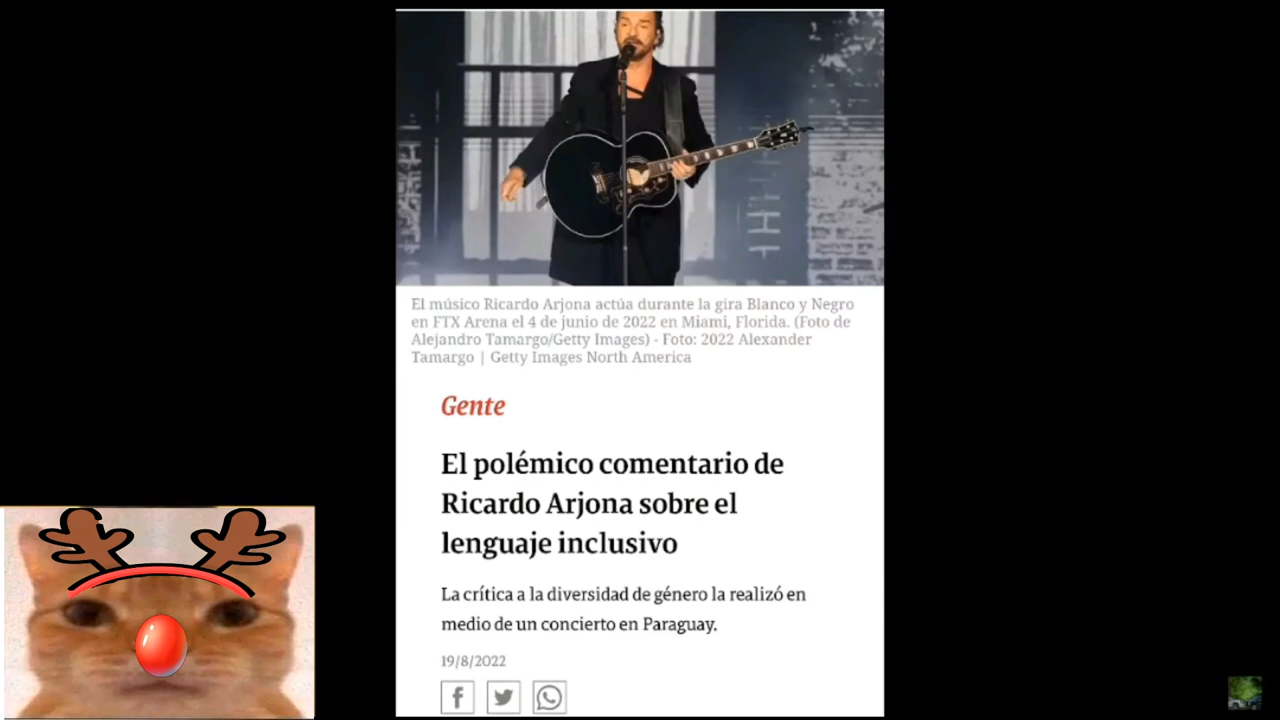 El músico Ricardo Arjona actúa durante la gira Blanco y Negro
en FTX Arena el 4 de junio de 2022 en Miami, Florida. (Foto de
Alejandro Tamargo/Getty Images) - Foto: 2022 Alexander
Tamargo | Getty Images North America
Gente
El polémico comentario de
Ricardo Arjona sobre el
lenguaje inclusivo
La crítica a la diversidad de género la realizó en
medio de un concierto en Paraguay.
19/8/2022